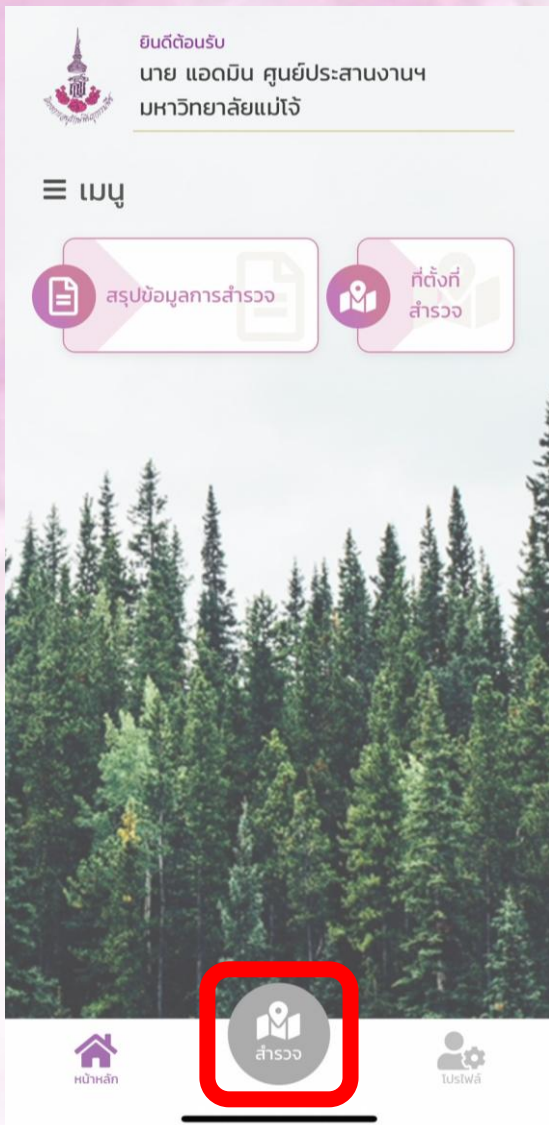 ยินดีต้อนรับ
นาย แอดมิน ศูนย์ประสานงานฯ
มหาวิทยาลัยแม่โจ้
เมนู
สรุปข้อมูลการสำรวจ
ที่ตั้งที่
สำรวจ
สำรวจ
หน้าหลัก
โปรไฟล์